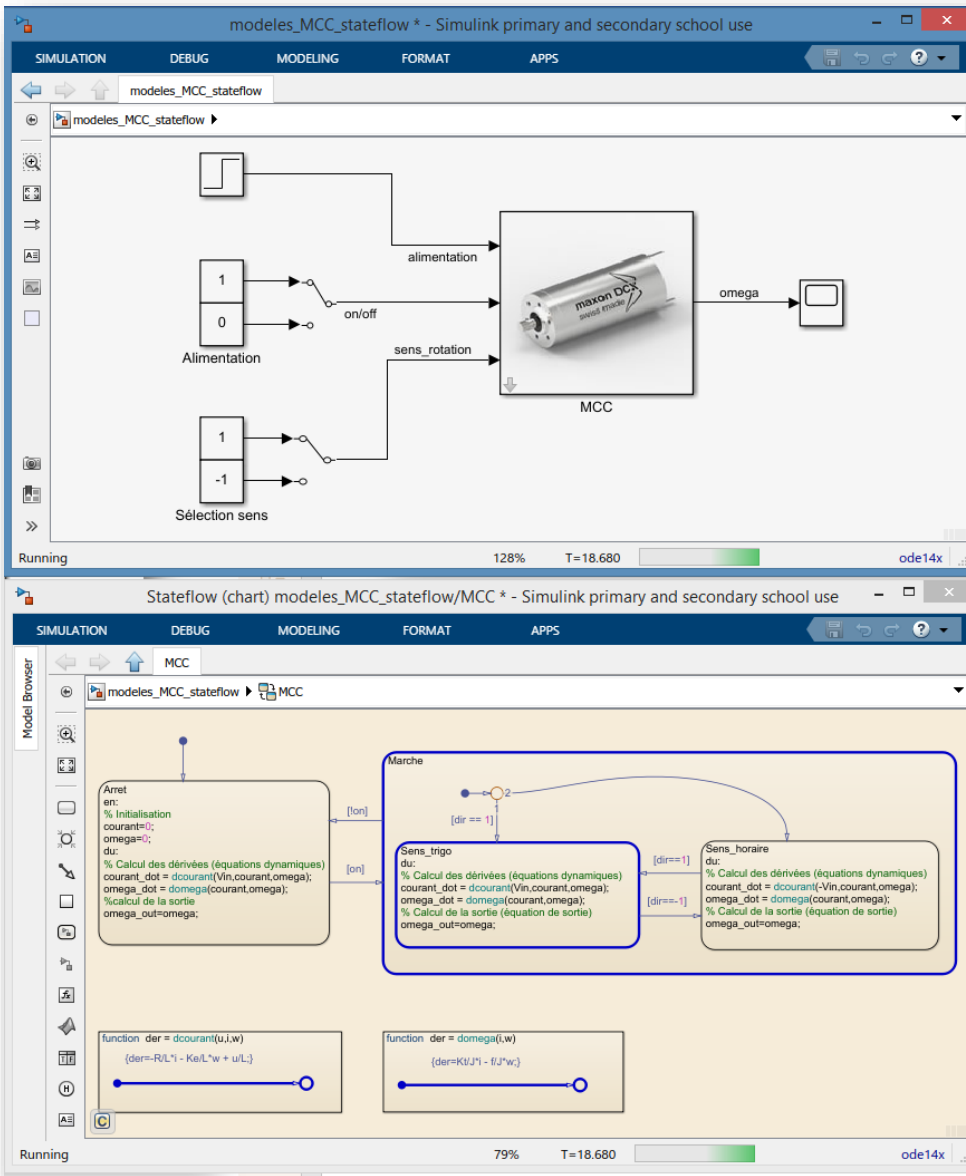 modeles_MCC_stateflow * - Simulink primary and secondary school use
SIMULATION DEBUG MODELING FORMAT APPS
modeles_MCC_stateflow
modeles_MCC_stateflow
alimentation
1
0
on/off
Alimentation
sens_rotation
1
-1
Sélection sens
maxon DCX
swiss made
MCC
omega
Running 128% T=18.680 ode14x
Stateflow (chart) modeles_MCC_stateflow/MCC * - Simulink primary and secondary school use
SIMULATION DEBUG MODELING FORMAT APPS
Model Browser
MCC
modeles_MCC_stateflow MCC
Arret
en:
% Initialisation
courant=0;
omega=0;
du:
% Calcul des dérivées (équations dynamiques)
courant_dot = dcourant(Vin,courant,omega);
omega_dot = domega(courant,omega);
%calcul de la sortie
omega_out=omega;
[!on]
[on]
Marche
2
1
[dir == 1]
Sens_trigo
du:
% Calcul des dérivées (équations dynamiques)
courant_dot = dcourant(Vin,courant,omega);
omega_dot = domega(courant,omega);
% Calcul de la sortie (équation de sortie)
omega_out=omega;
[dir==1]
[dir==-1]
Sens_horaire
du:
% Calcul des dérivées (équations dynamiques)
courant_dot = dcourant(-Vin,courant,omega);
omega_dot = domega(courant,omega);
% Calcul de la sortie (équation de sortie)
omega_out=omega;
function der = dcourant(u,i,w)
{der=-R/L*i - Ke/L*w + u/L;}
function der = domega(i,w)
{der=Kt/J*i - f/J*w;}
C
Running 79% T=18.680 ode14x